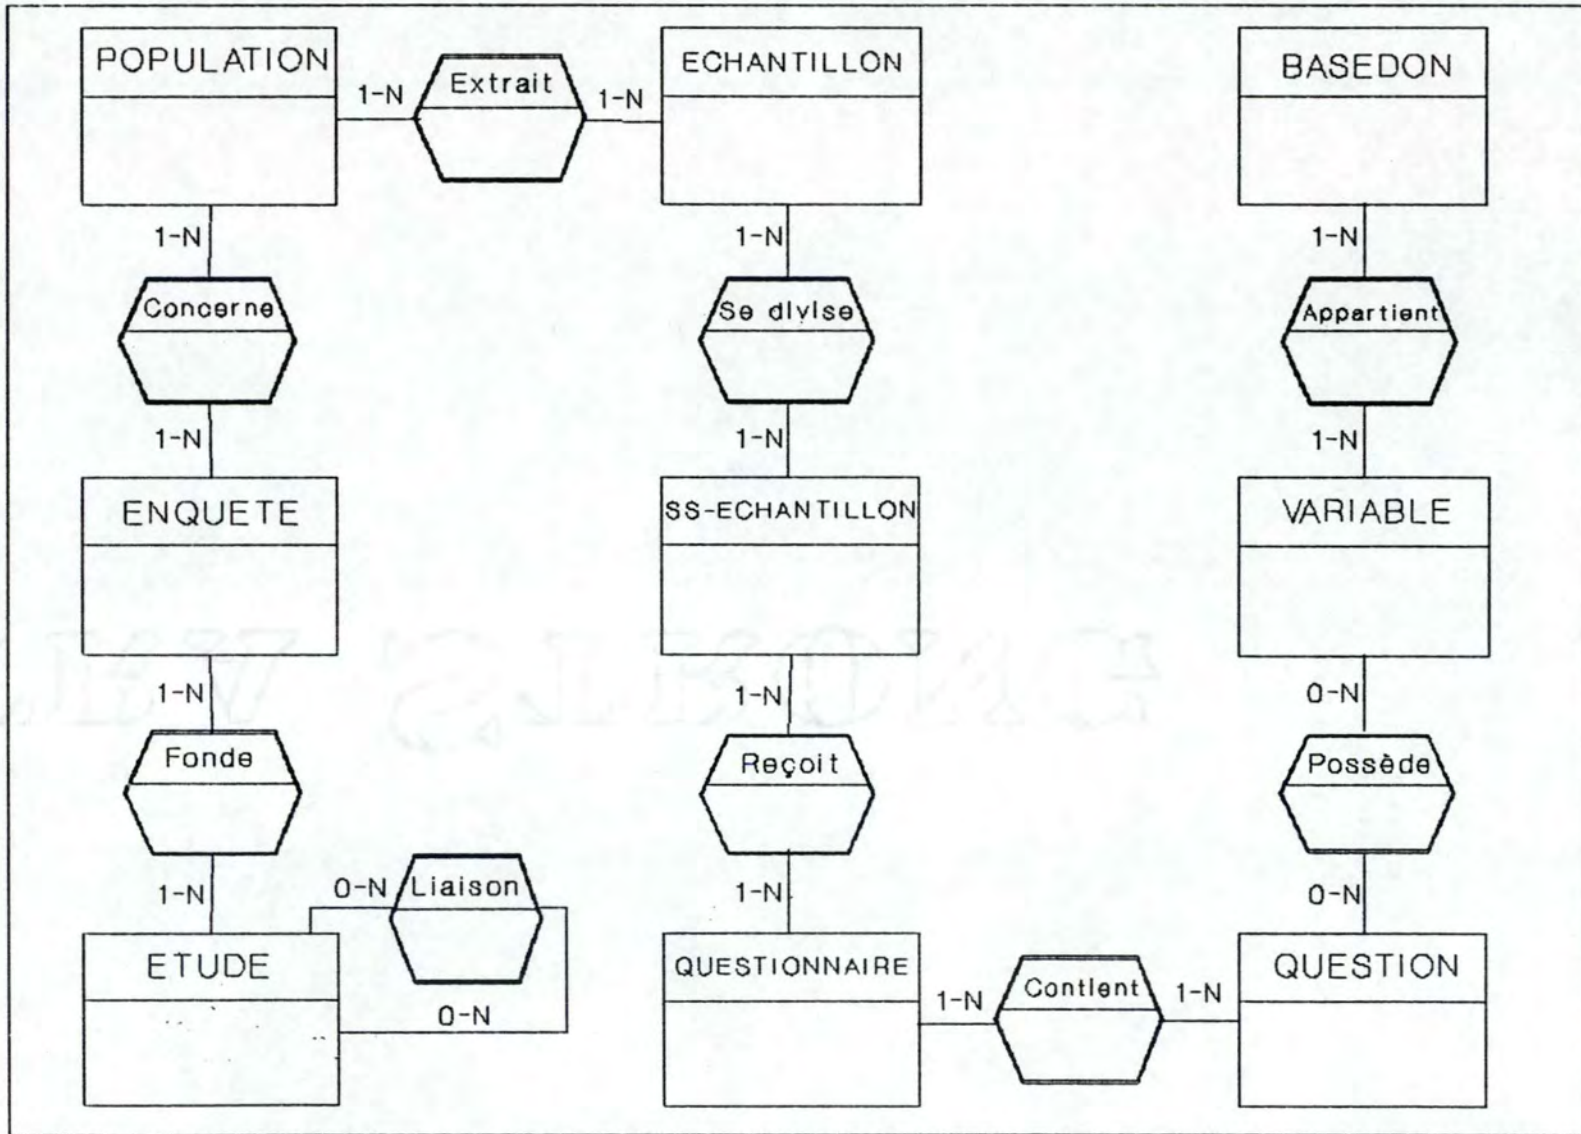 POPULATION
ECHANTILLON
BASEDON
1-N
Extrait
1-N
1-N
1-N
1-N
Concerne
Se divise
Appartient
1-N
1-N
1-N
ENQUETE
SS-ECHANTILLON
VARIABLE
1-N
1-N
0-N
Fonde
Reçoit
Possède
1-N
0-N
Liaison
1-N
0-N
ETUDE
QUESTIONNAIRE
QUESTION
0-N
1-N
Contient
1-N